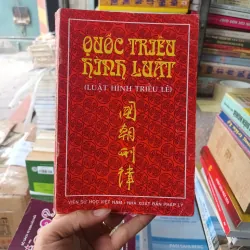 QUỐC TRIỀU
HÌNH LUẬT
(LUẬT HÌNH TRIỀU LÊ)
國朝刑律
VIỆN SỬ HỌC VIỆT NAM - NHÀ XUẤT BẢN PHÁP LÝ